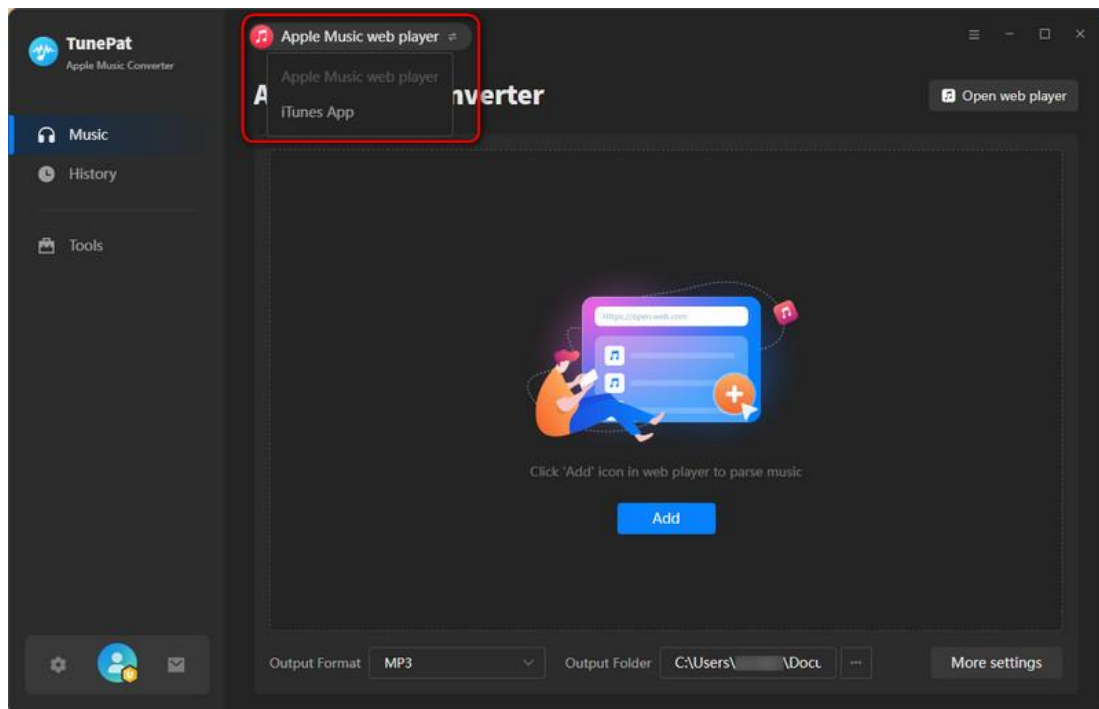 TunePat
Apple Music Converter
Apple Music web player
Apple Music web player
iTunes App
A nverter
Open web player
Music
History
Tools
Https://open.web.com
Click 'Add' icon in web player to parse music
Add
Output Format MP3 Output Folder C:\Users\ \Docu ... More settings